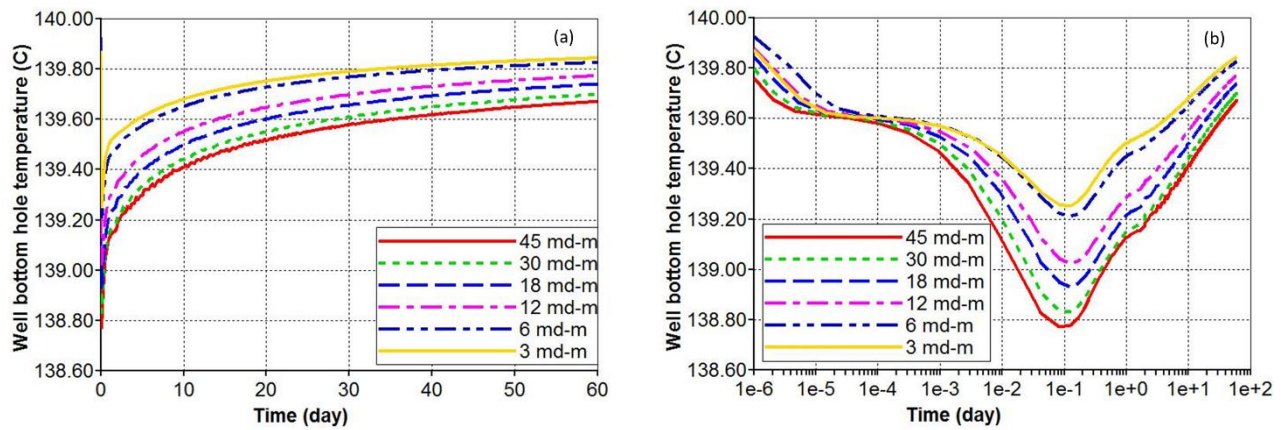 (a)
Well bottom hole temperature (C)
140.00
139.80
139.60
139.40
139.20
139.00
138.80
138.60
45 md-m
30 md-m
18 md-m
12 md-m
6 md-m
3 md-m
0
10
20
30
40
50
60
Time (day)
(b)
Well bottom hole temperature (C)
140.00
139.80
139.60
139.40
139.20
139.00
138.80
138.60
45 md-m
30 md-m
18 md-m
12 md-m
6 md-m
3 md-m
1e-6
1e-5
1e-4
1e-3
1e-2
1e-1
1e+0
1e+1
1e+2
Time (day)